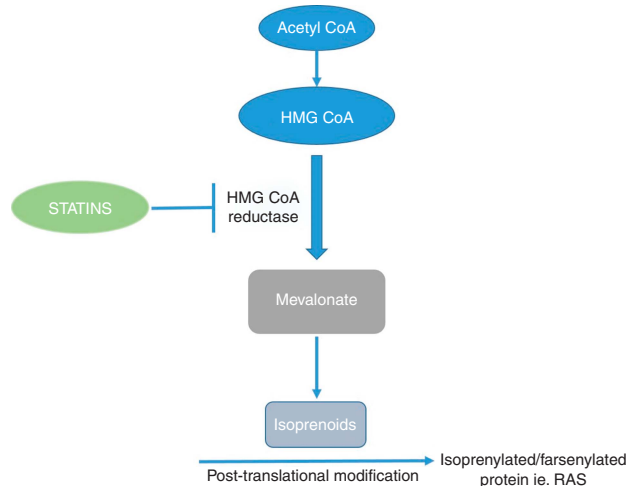 Acetyl CoA
HMG CoA
STATINS
HMG CoA
reductase
Mevalonate
Isoprenoids
Post-translational modification
Isoprenylated/farsenylated
protein ie. RAS